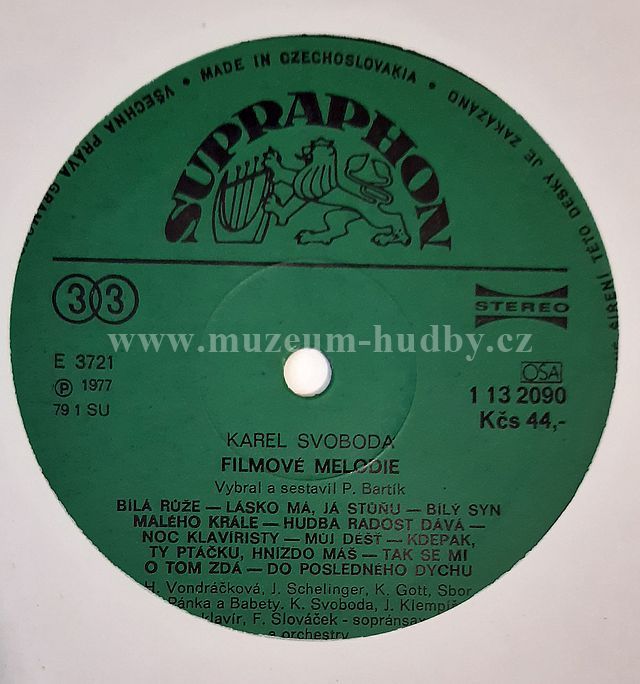 VŠECHNA PRÁVA • MADE IN CZECHOSLOVAKIA • ŠÍŘENÍ TÉTO DESKY JE ZAKÁZÁNO
SUPRAPHON
33
STEREO
www.muzeum-hudby.cz
E 3721
Ⓟ 1977
79 1 SU
OSA
1 13 2090
Kčs 44,-
KAREL SVOBODA
FILMOVÉ MELODIE
Vybral a sestavil P. Bartík
BÍLÁ RŮŽE — LÁSKO MÁ, JÁ STŮŇU — BÍLÝ SYN
MALÉHO KRÁLE — HUDBA RADOST DÁVÁ —
NOC KLAVIRISTY — MŮJ DÉŠŤ — KDEPAK,
TY PTÁČKU, HNÍZDO MÁŠ — TAK SE MI
O TOM ZDÁ — DO POSLEDNÉHO DYCHU
H. Vondráčková, J. Schelinger, K. Gott, Sbor
Pánka a Babety, K. Svoboda, J.
F. Slováček - sopránsax
a orchestry